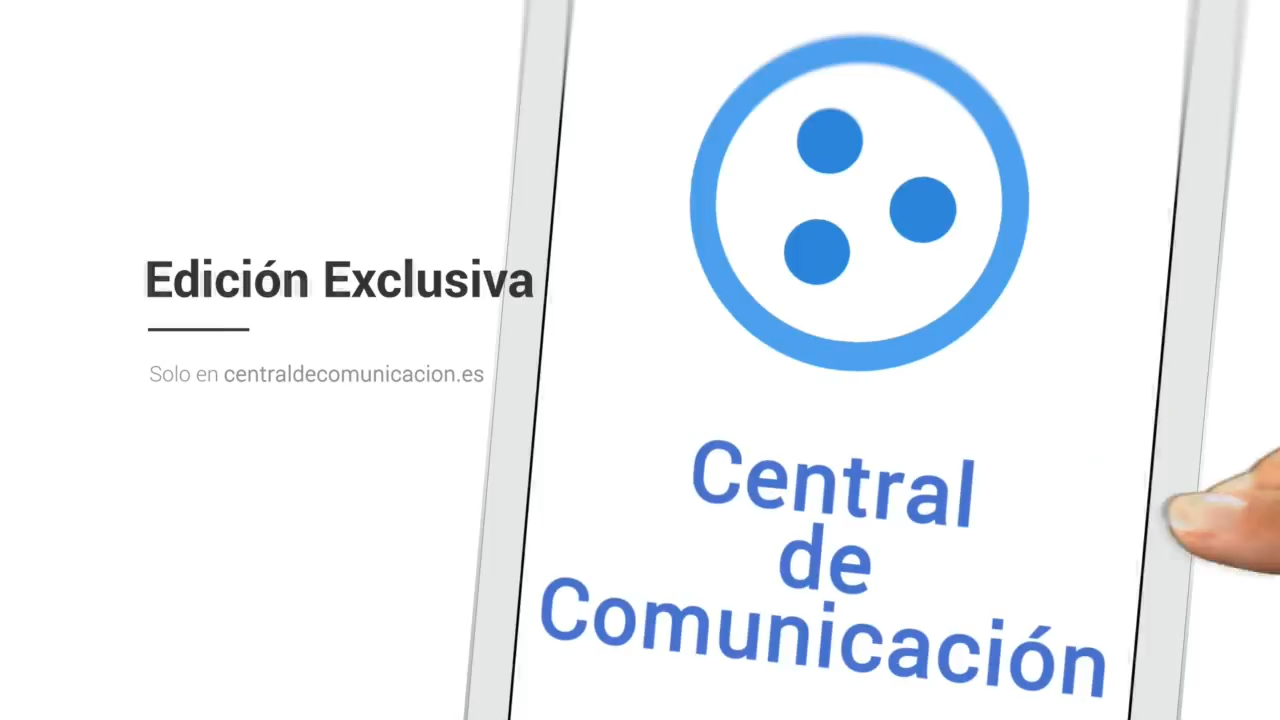 Edición Exclusiva
Solo en centraldecomunicacion.es
Central
de
Comunicación